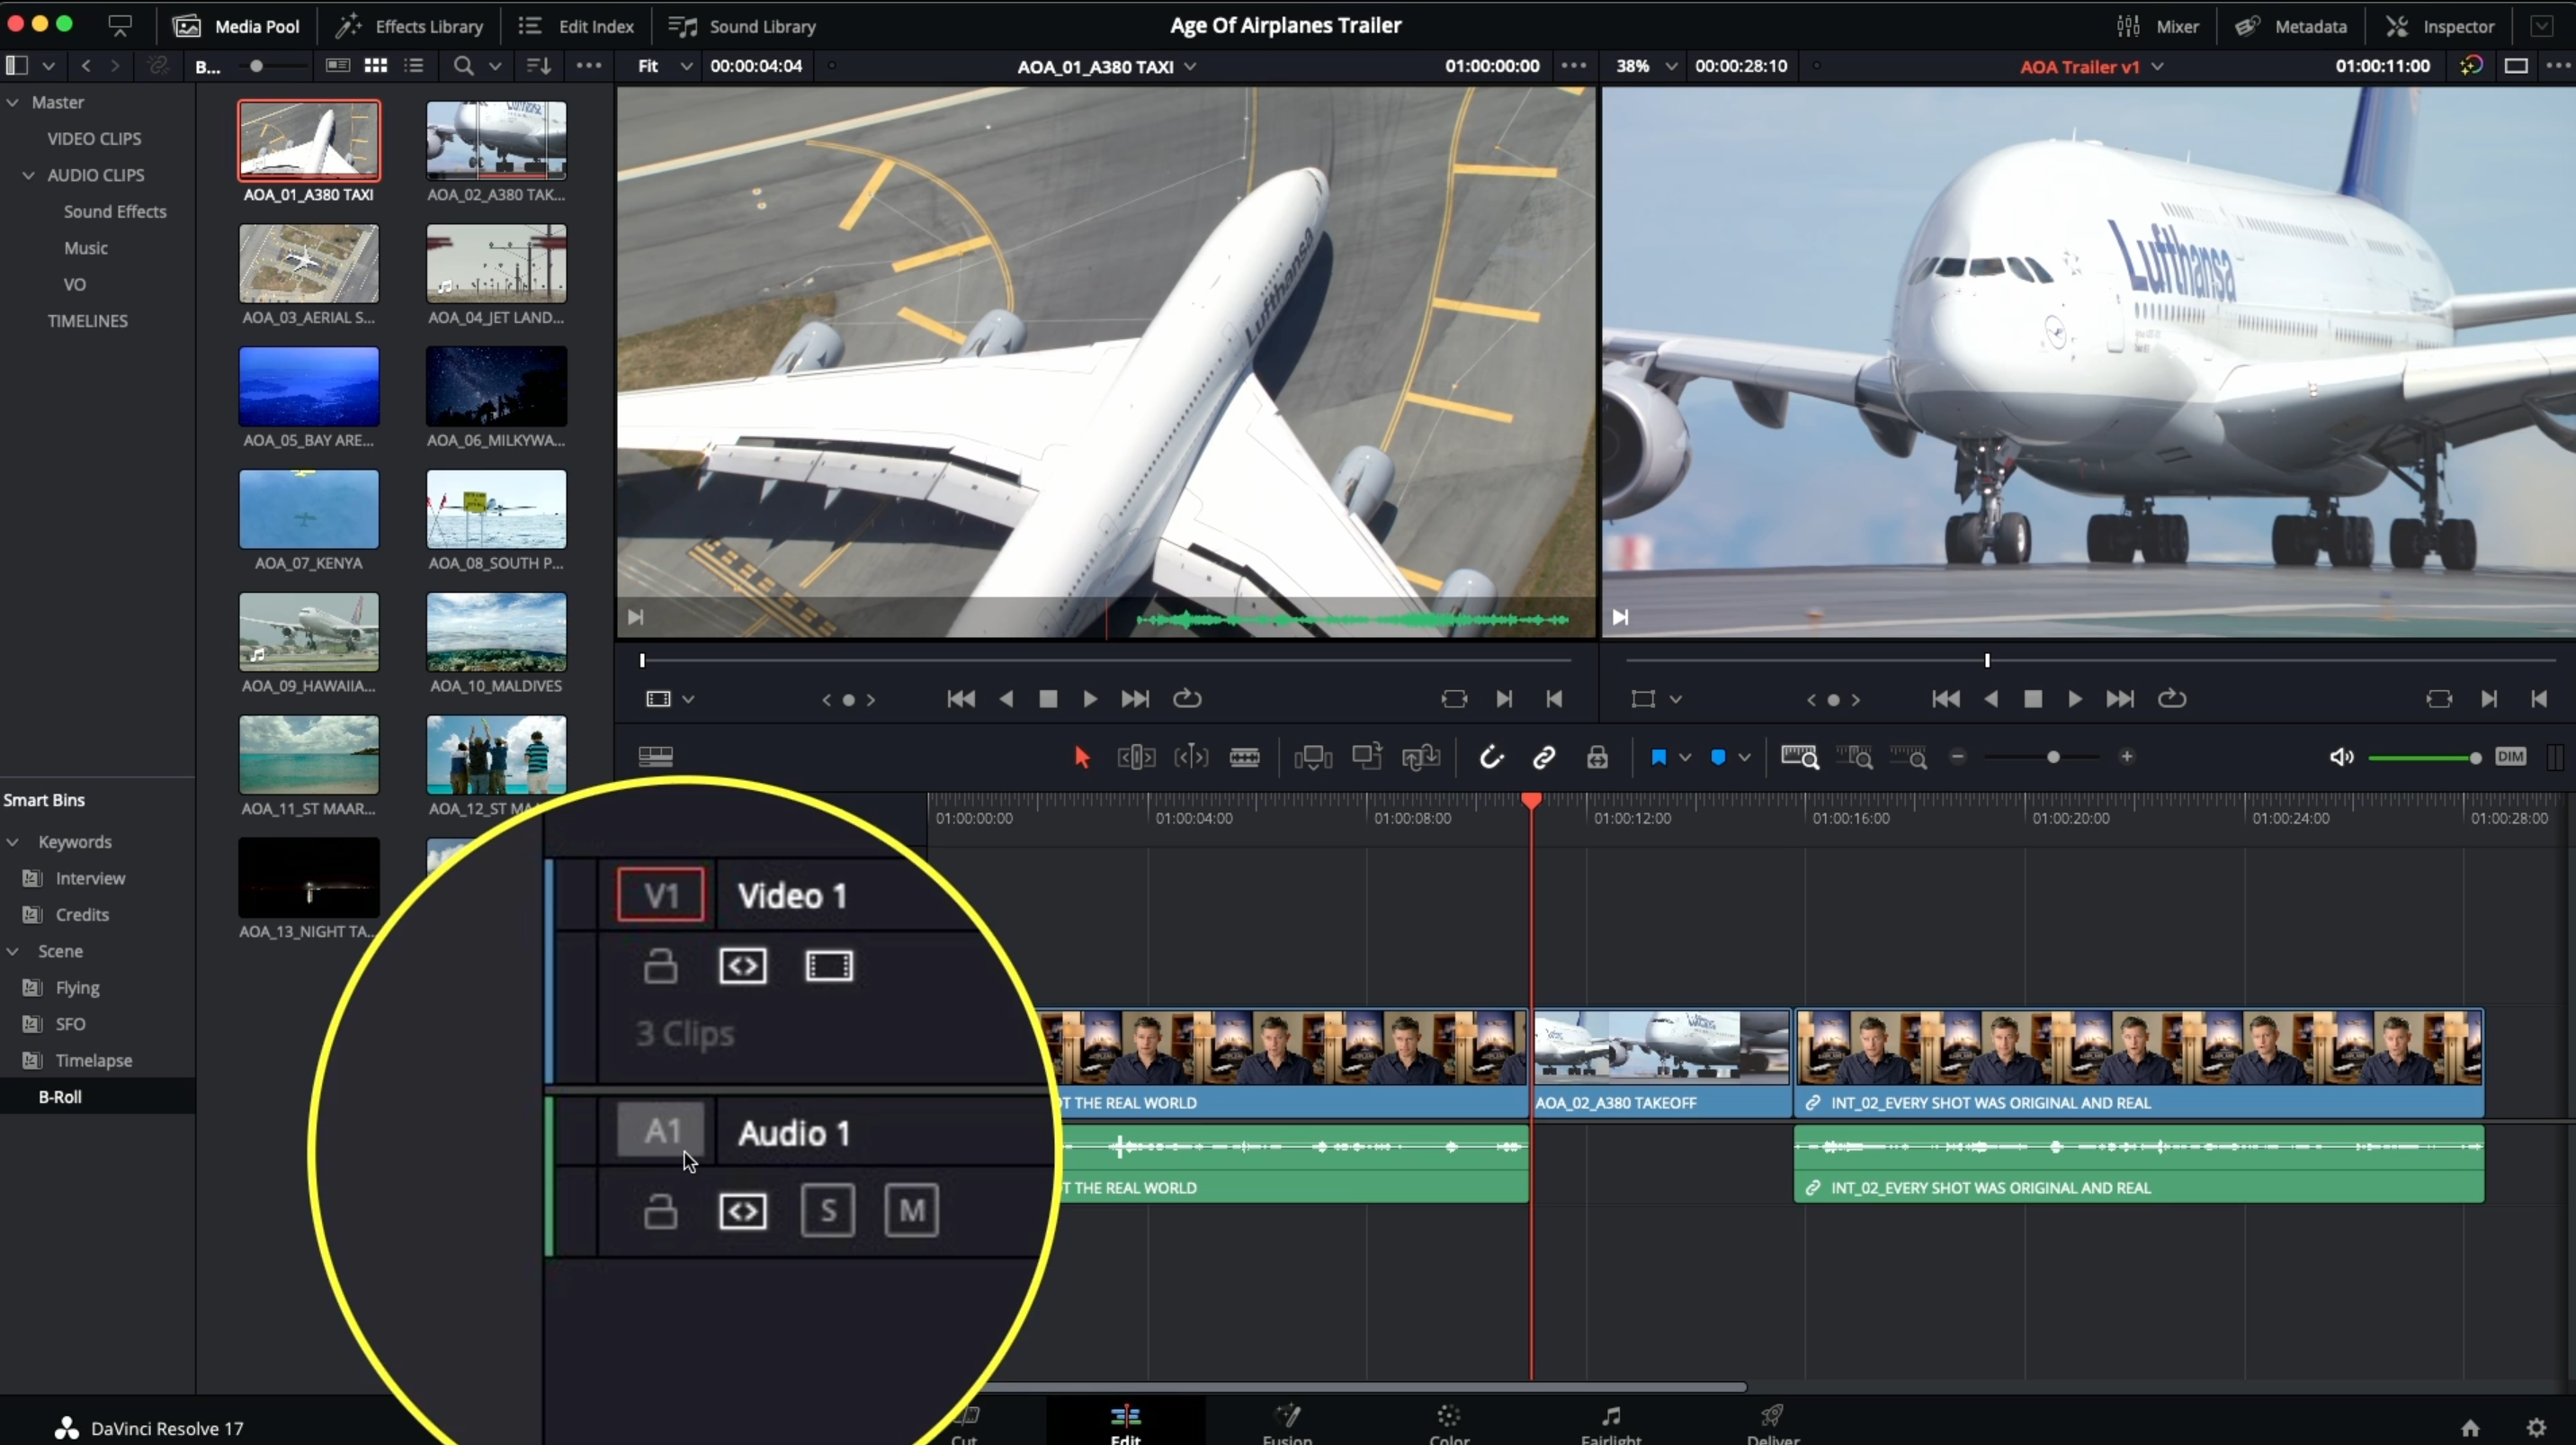 Media Pool
Effects Library
Edit Index
Sound Library
Age Of Airplanes Trailer
Mixer
Metadata
Inspector
B...
Fit
00:00:04:04
AOA_01_A380 TAXI
01:00:00:00
38%
00:00:28:10
AOA Trailer v1
01:00:11:00
Master
VIDEO CLIPS
AUDIO CLIPS
Sound Effects
Music
VO
TIMELINES
AOA_01_A380 TAXI
AOA_02_A380 TAK...
AOA_03_AERIAL S...
AOA_04_JET LAND...
AOA_05_BAY ARE...
AOA_06_MILKYWA...
AOA_07_KENYA
AOA_08_SOUTH P...
AOA_09_HAWAIIA...
AOA_10_MALDIVES
AOA_11_ST MAAR...
AOA_12_ST MA
AOA_13_NIGHT TA...
Lufthansa
Lufthansa
DIM
Smart Bins
Keywords
Interview
Credits
Scene
Flying
SFO
Timelapse
B-Roll
01:00:00:00
01:00:04:00
01:00:08:00
01:00:12:00
01:00:16:00
01:00:20:00
01:00:24:00
01:00:28:00
V1
Video 1
3 Clips
A1
Audio 1
S
M
T THE REAL WORLD
AOA_02_A380 TAKEOFF
INT_02_EVERY SHOT WAS ORIGINAL AND REAL
T THE REAL WORLD
INT_02_EVERY SHOT WAS ORIGINAL AND REAL
DaVinci Resolve 17
Cut
Edit
Fusion
Color
Fairlight
Deliver